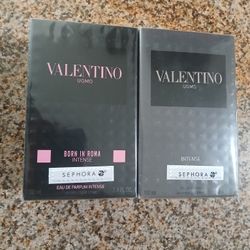 VALENTINO
UOMO
BORN IN ROMA
INTENSE
SEPHORA
EAU DE PARFUM INTENSE
VALENTINO
UOMO
INTENSE
SEPHORA